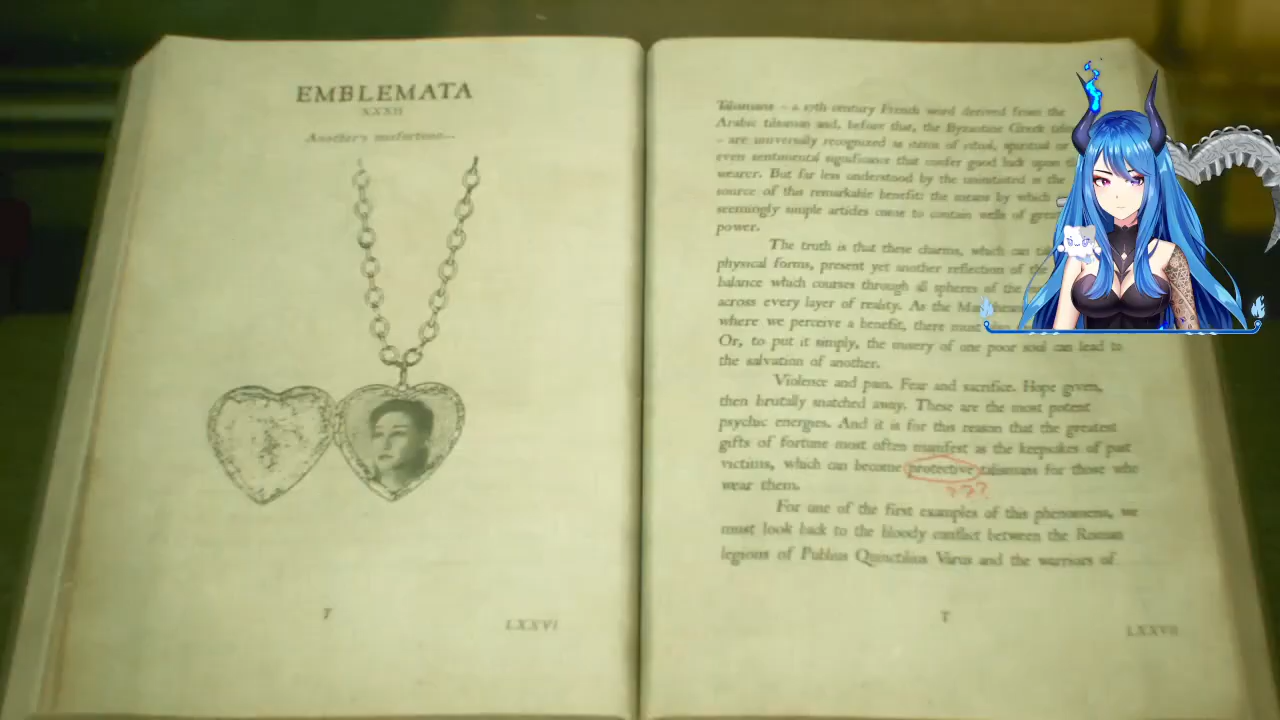 EMBLEMATA
XXXII
Another's misfortune...
T
LXXVI
Talismans - a 17th century French word derived from the
Arabic tilsman and, before that, the Byzantine Greek
- are universally recognized as items of ritual, spiritual or
even sentimental significance that confer good luck upon
wearer. But far less understood by the uninitiated is the
source of this remarkable benefit: the means by which
seemingly simple articles come to contain wells of great
power.
The truth is that these charms, which can
physical forms, present yet another reflection of the
balance which courses through all spheres of the
across every layer of reality. As the
where we perceive a benefit, there must
Or, to put it simply, the misery of one poor soul can lead to
the salvation of another.
Violence and pain. Fear and sacrifice. Hope given,
then brutally snatched away. These are the most potent
psychic energies. And it is for this reason that the greatest
gifts of fortune most often manifest as the keepsakes of past
victims, which can become protective talismans for those who
wear them.
???
For one of the first examples of this phenomena, we
must look back to the bloody conflict between the Roman
legions of Publius Quinctilius Varus and the warriors of
T
LXXVII